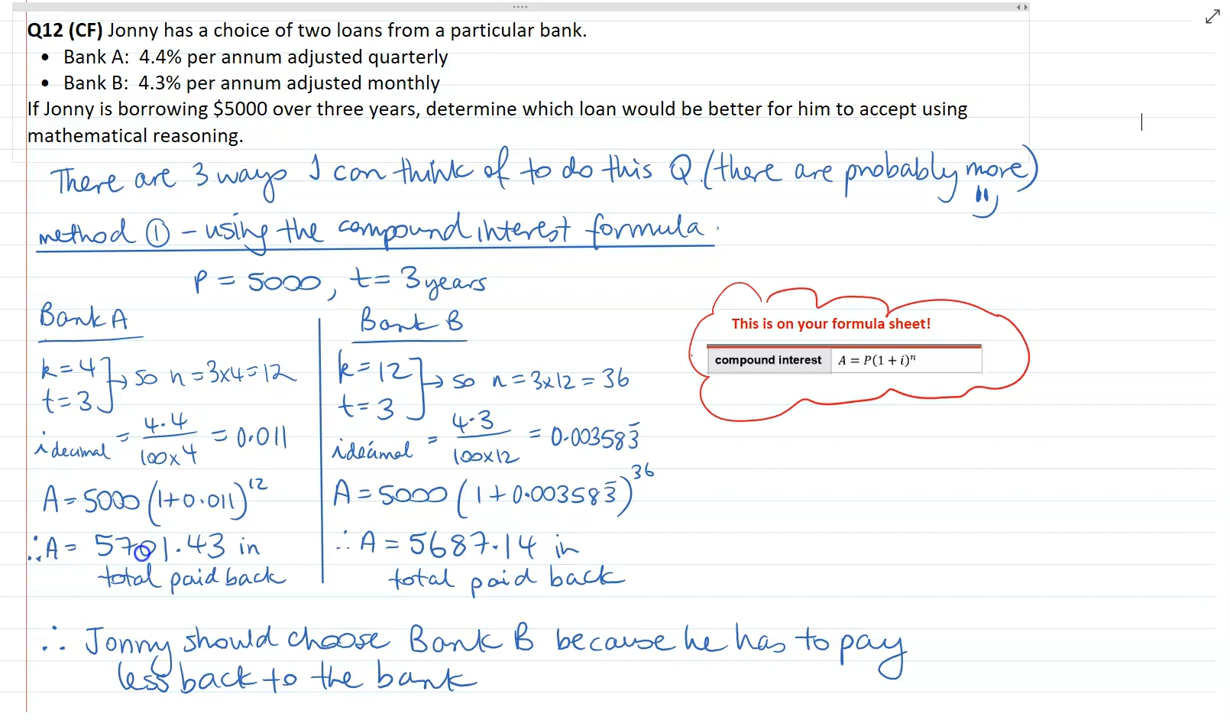 Q12 (CF) Jonny has a choice of two loans from a particular bank.
• Bank A: 4.4% per annum adjusted quarterly
• Bank B: 4.3% per annum adjusted monthly
If Jonny is borrowing $5000 over three years, determine which loan would be better for him to accept using
mathematical reasoning.
There are 3 ways I can think of to do this Q. (there are probably more)
method ① - using the compound interest formula.
P = 5000, t = 3 years
Bank A
k = 4
t = 3
so n = 3x4 = 12
i decimal = 4.4 / 100 x 4 = 0.011
A = 5000 (1+0.011)^12
∴ A = 5701.43 in
total paid back
Bank B
k = 12
t = 3
so n = 3x12 = 36
i decimal = 4.3 / 100x12 = 0.003583̄
A = 5000 (1+0.003583̄)^36
∴ A = 5687.14 in
total paid back
This is on your formula sheet!
compound interest A = P(1 + i)^n
∴ Jonny should choose Bank B because he has to pay
less back to the bank